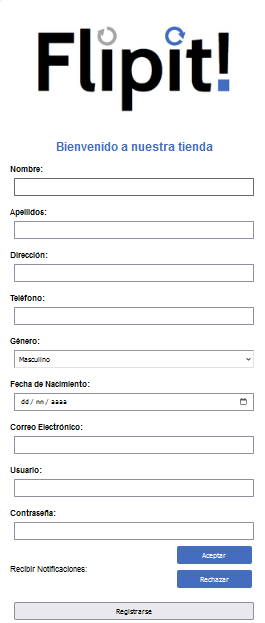 Flipit!
Bienvenido a nuestra tienda
Nombre:
Apellidos:
Dirección:
Teléfono:
Género:
Masculino
Fecha de Nacimiento:
dd / mm / aaaa
Correo Electrónico:
Usuario:
Contraseña:
Aceptar
Recibir Notificaciones:
Rechazar
Registrarse